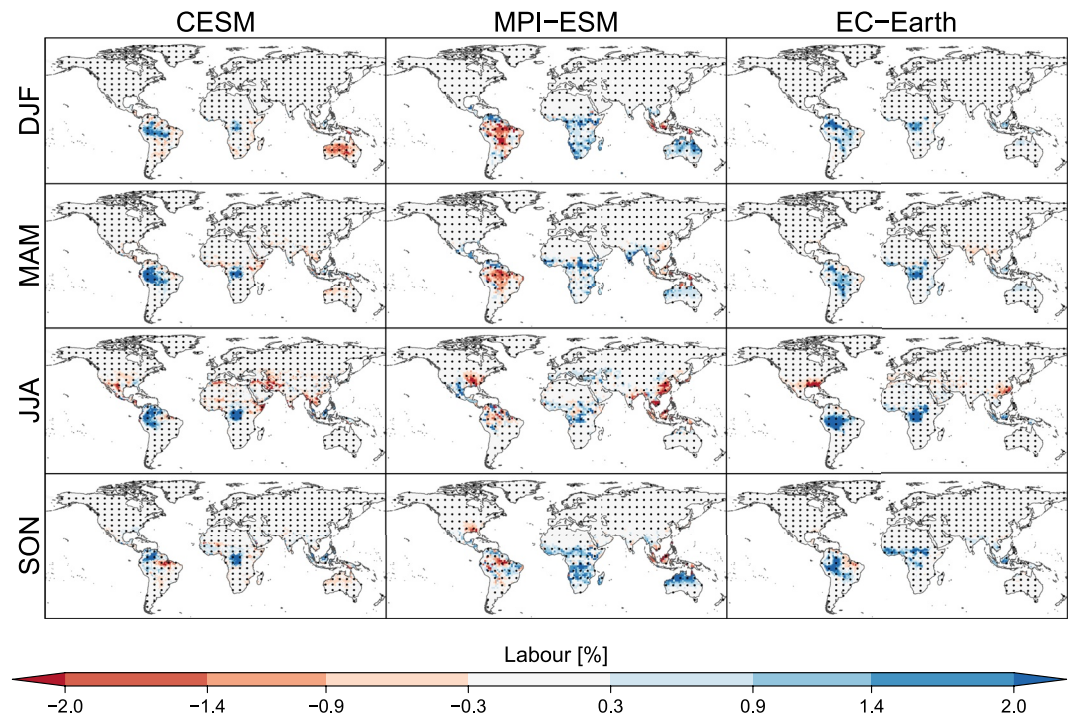 CESM MPI−ESM EC−Earth
DJF
MAM
JJA
SON
Labour [%]
−2.0 −1.4 −0.9 −0.3 0.3 0.9 1.4 2.0